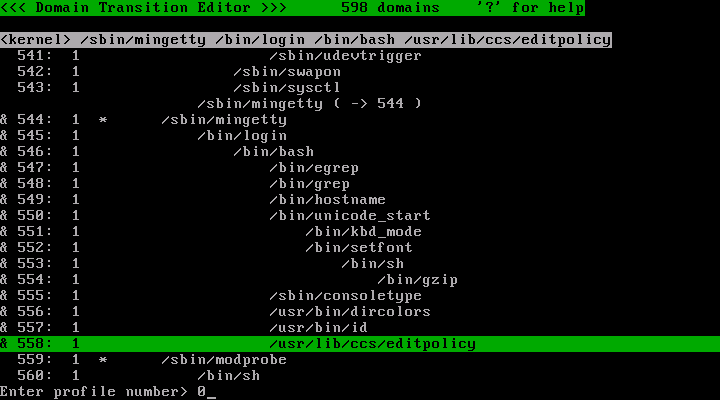 <<< Domain Transition Editor >>>      598 domains    '?' for help
<kernel> /sbin/mingetty /bin/login /bin/bash /usr/lib/ccs/editpolicy
  541:  1                     /sbin/udevtrigger
  542:  1                 /sbin/swapon
  543:  1                 /sbin/sysctl
                      /sbin/mingetty ( -> 544 )
& 544:  1  *      /sbin/mingetty
& 545:  1             /bin/login
& 546:  1                 /bin/bash
& 547:  1                     /bin/egrep
& 548:  1                     /bin/grep
& 549:  1                     /bin/hostname
& 550:  1                     /bin/unicode_start
& 551:  1                         /bin/kbd_mode
& 552:  1                         /bin/setfont
& 553:  1                             /bin/sh
& 554:  1                                 /bin/gzip
& 555:  1                     /sbin/consoletype
& 556:  1                     /usr/bin/dircolors
& 557:  1                     /usr/bin/id
& 558:  1                     /usr/lib/ccs/editpolicy
  559:  1  *      /sbin/modprobe
  560:  1             /bin/sh
Enter profile number> 0_